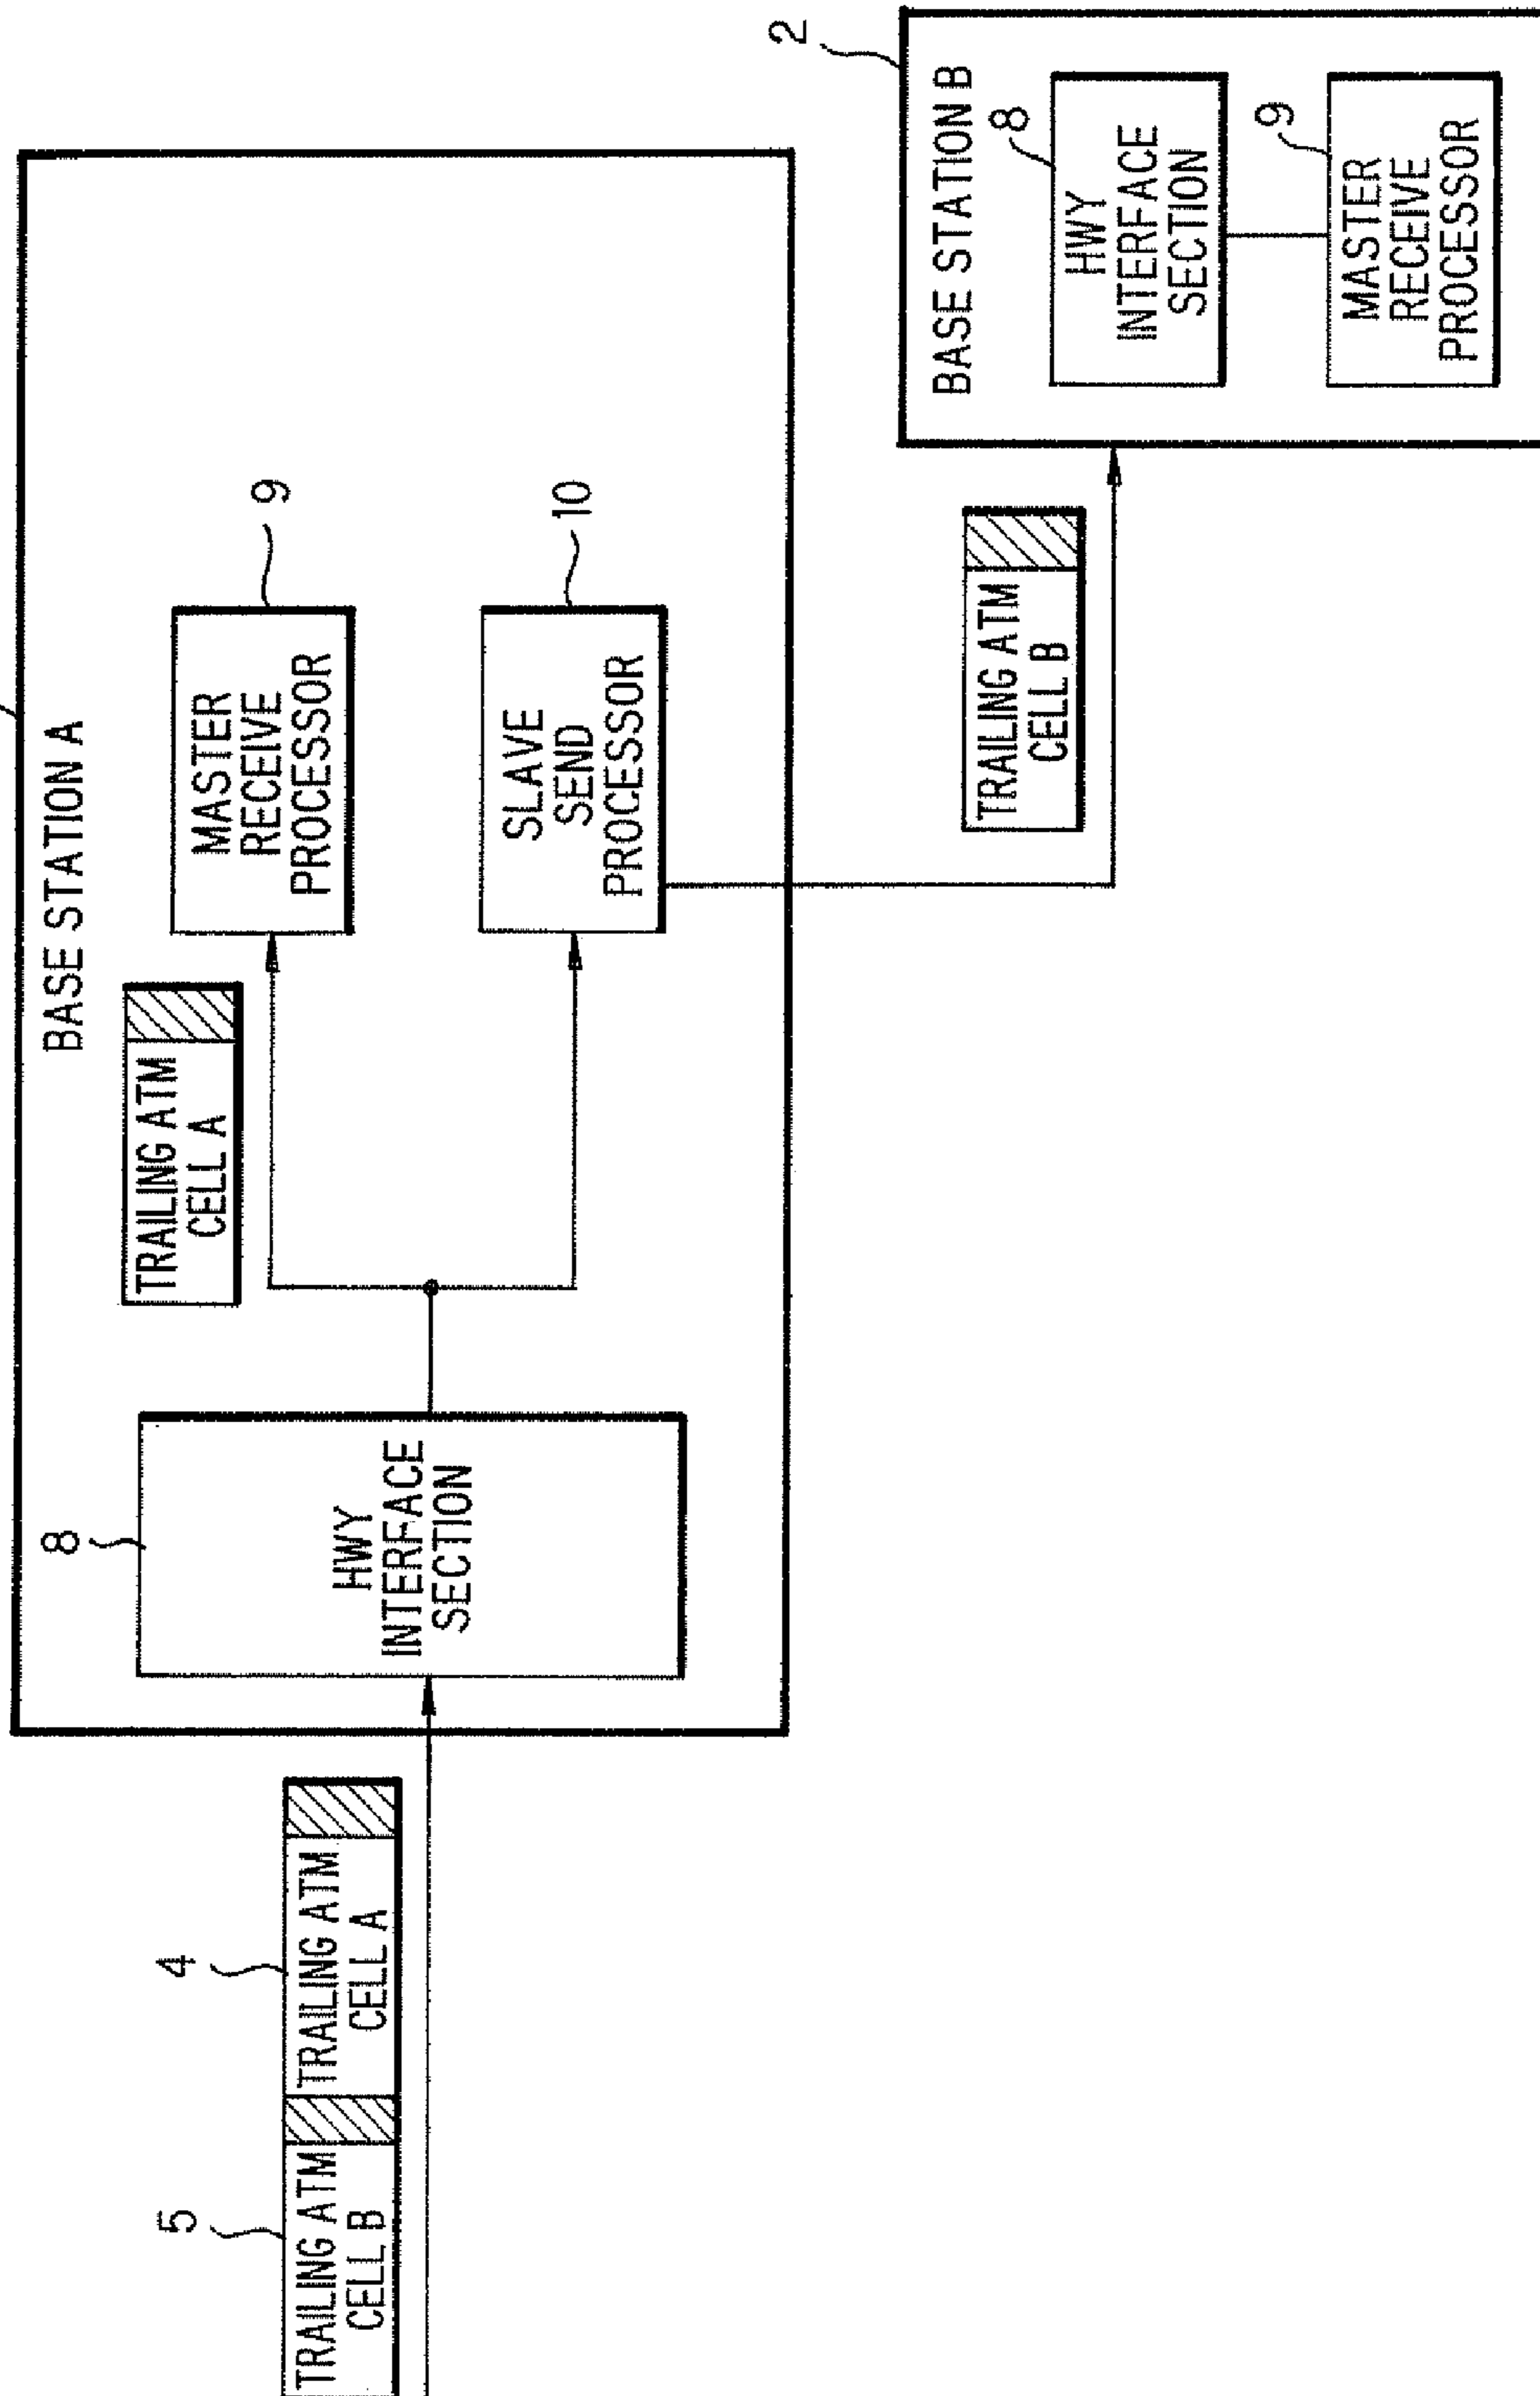 5
TRAILING ATM
CELL B
4
TRAILING ATM
CELL A
BASE STATION A
8
HWY
INTERFACE
SECTION
TRAILING ATM
CELL A
9
MASTER
RECEIVE
PROCESSOR
10
SLAVE
SEND
PROCESSOR
TRAILING ATM
CELL B
2
BASE STATION B
8
HWY
INTERFACE
SECTION
9
MASTER
RECEIVE
PROCESSOR